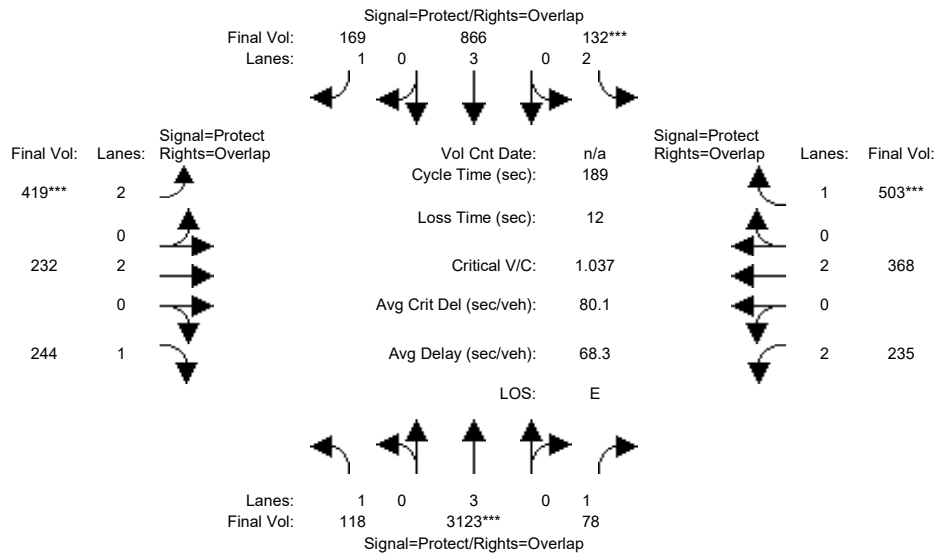 Signal=Protect/Rights=Overlap
Final Vol: 169 866 132***
Lanes: 1 0 3 0 2
Signal=Protect Signal=Protect
Final Vol: Lanes: Rights=Overlap Vol Cnt Date: n/a Rights=Overlap Lanes: Final Vol:
Cycle Time (sec): 189
419*** 2 1 503***
Loss Time (sec): 12
0 0
232 2 Critical V/C: 1.037 2 368
0 Avg Crit Del (sec/veh): 80.1 0
244 1 Avg Delay (sec/veh): 68.3 2 235
LOS: E
Lanes: 1 0 3 0 1
Final Vol: 118 3123*** 78
Signal=Protect/Rights=Overlap